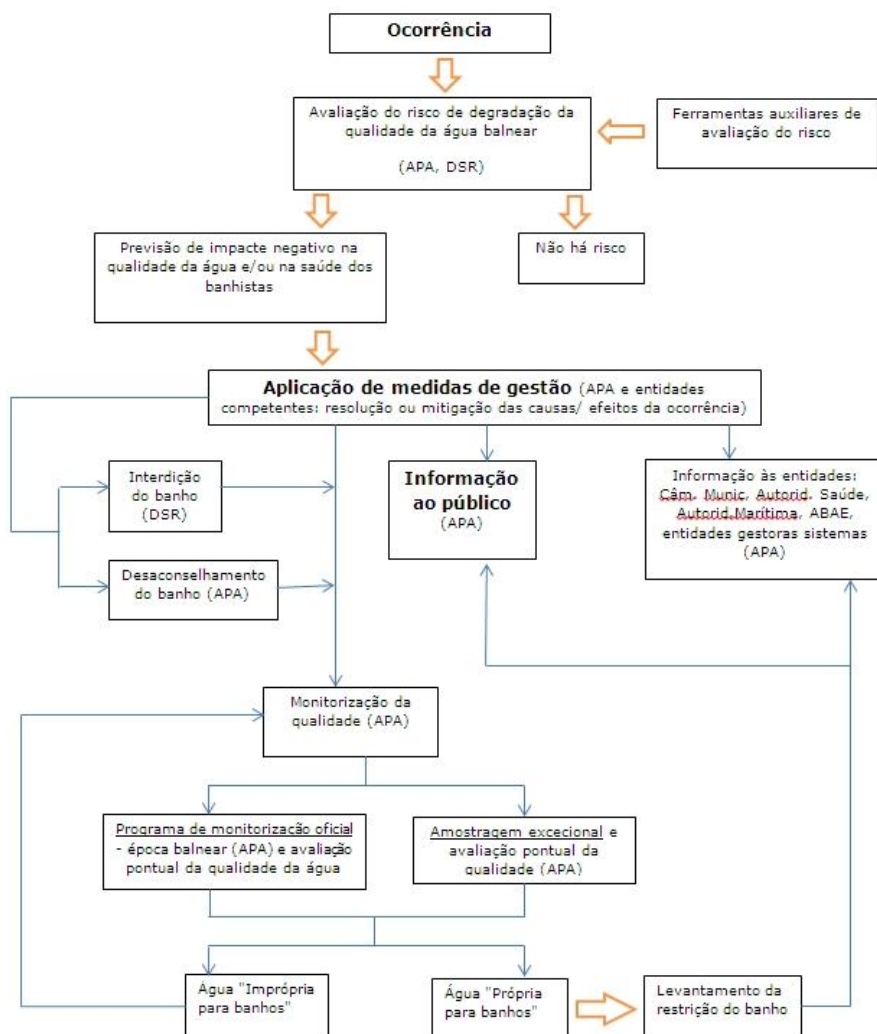 Ocorrência
Avaliação do risco de degradação da
qualidade da água balnear
(APA, DSR)
Ferramentas auxiliares de
avaliação do risco
Previsão de impacte negativo na
qualidade da água e/ou na saúde dos
banhistas
Não há risco
Aplicação de medidas de gestão (APA e entidades
competentes: resolução ou mitigação das causas/ efeitos da ocorrência)
Interdição
do banho
(DSR)
Informação
ao público
(APA)
Informação às entidades:
Câm. Munic, Autorid. Saúde,
Autorid.Marítima, ABAE,
entidades gestoras sistemas
(APA)
Desaconselhamento
do banho (APA)
Monitorização da
qualidade (APA)
Programa de monitorização oficial
- época balnear (APA) e avaliação
pontual da qualidade da água
Amostragem excecional e
avaliação pontual da
qualidade (APA)
Água "Imprópria
para banhos"
Água "Própria
para banhos"
Levantamento da
restrição do banho